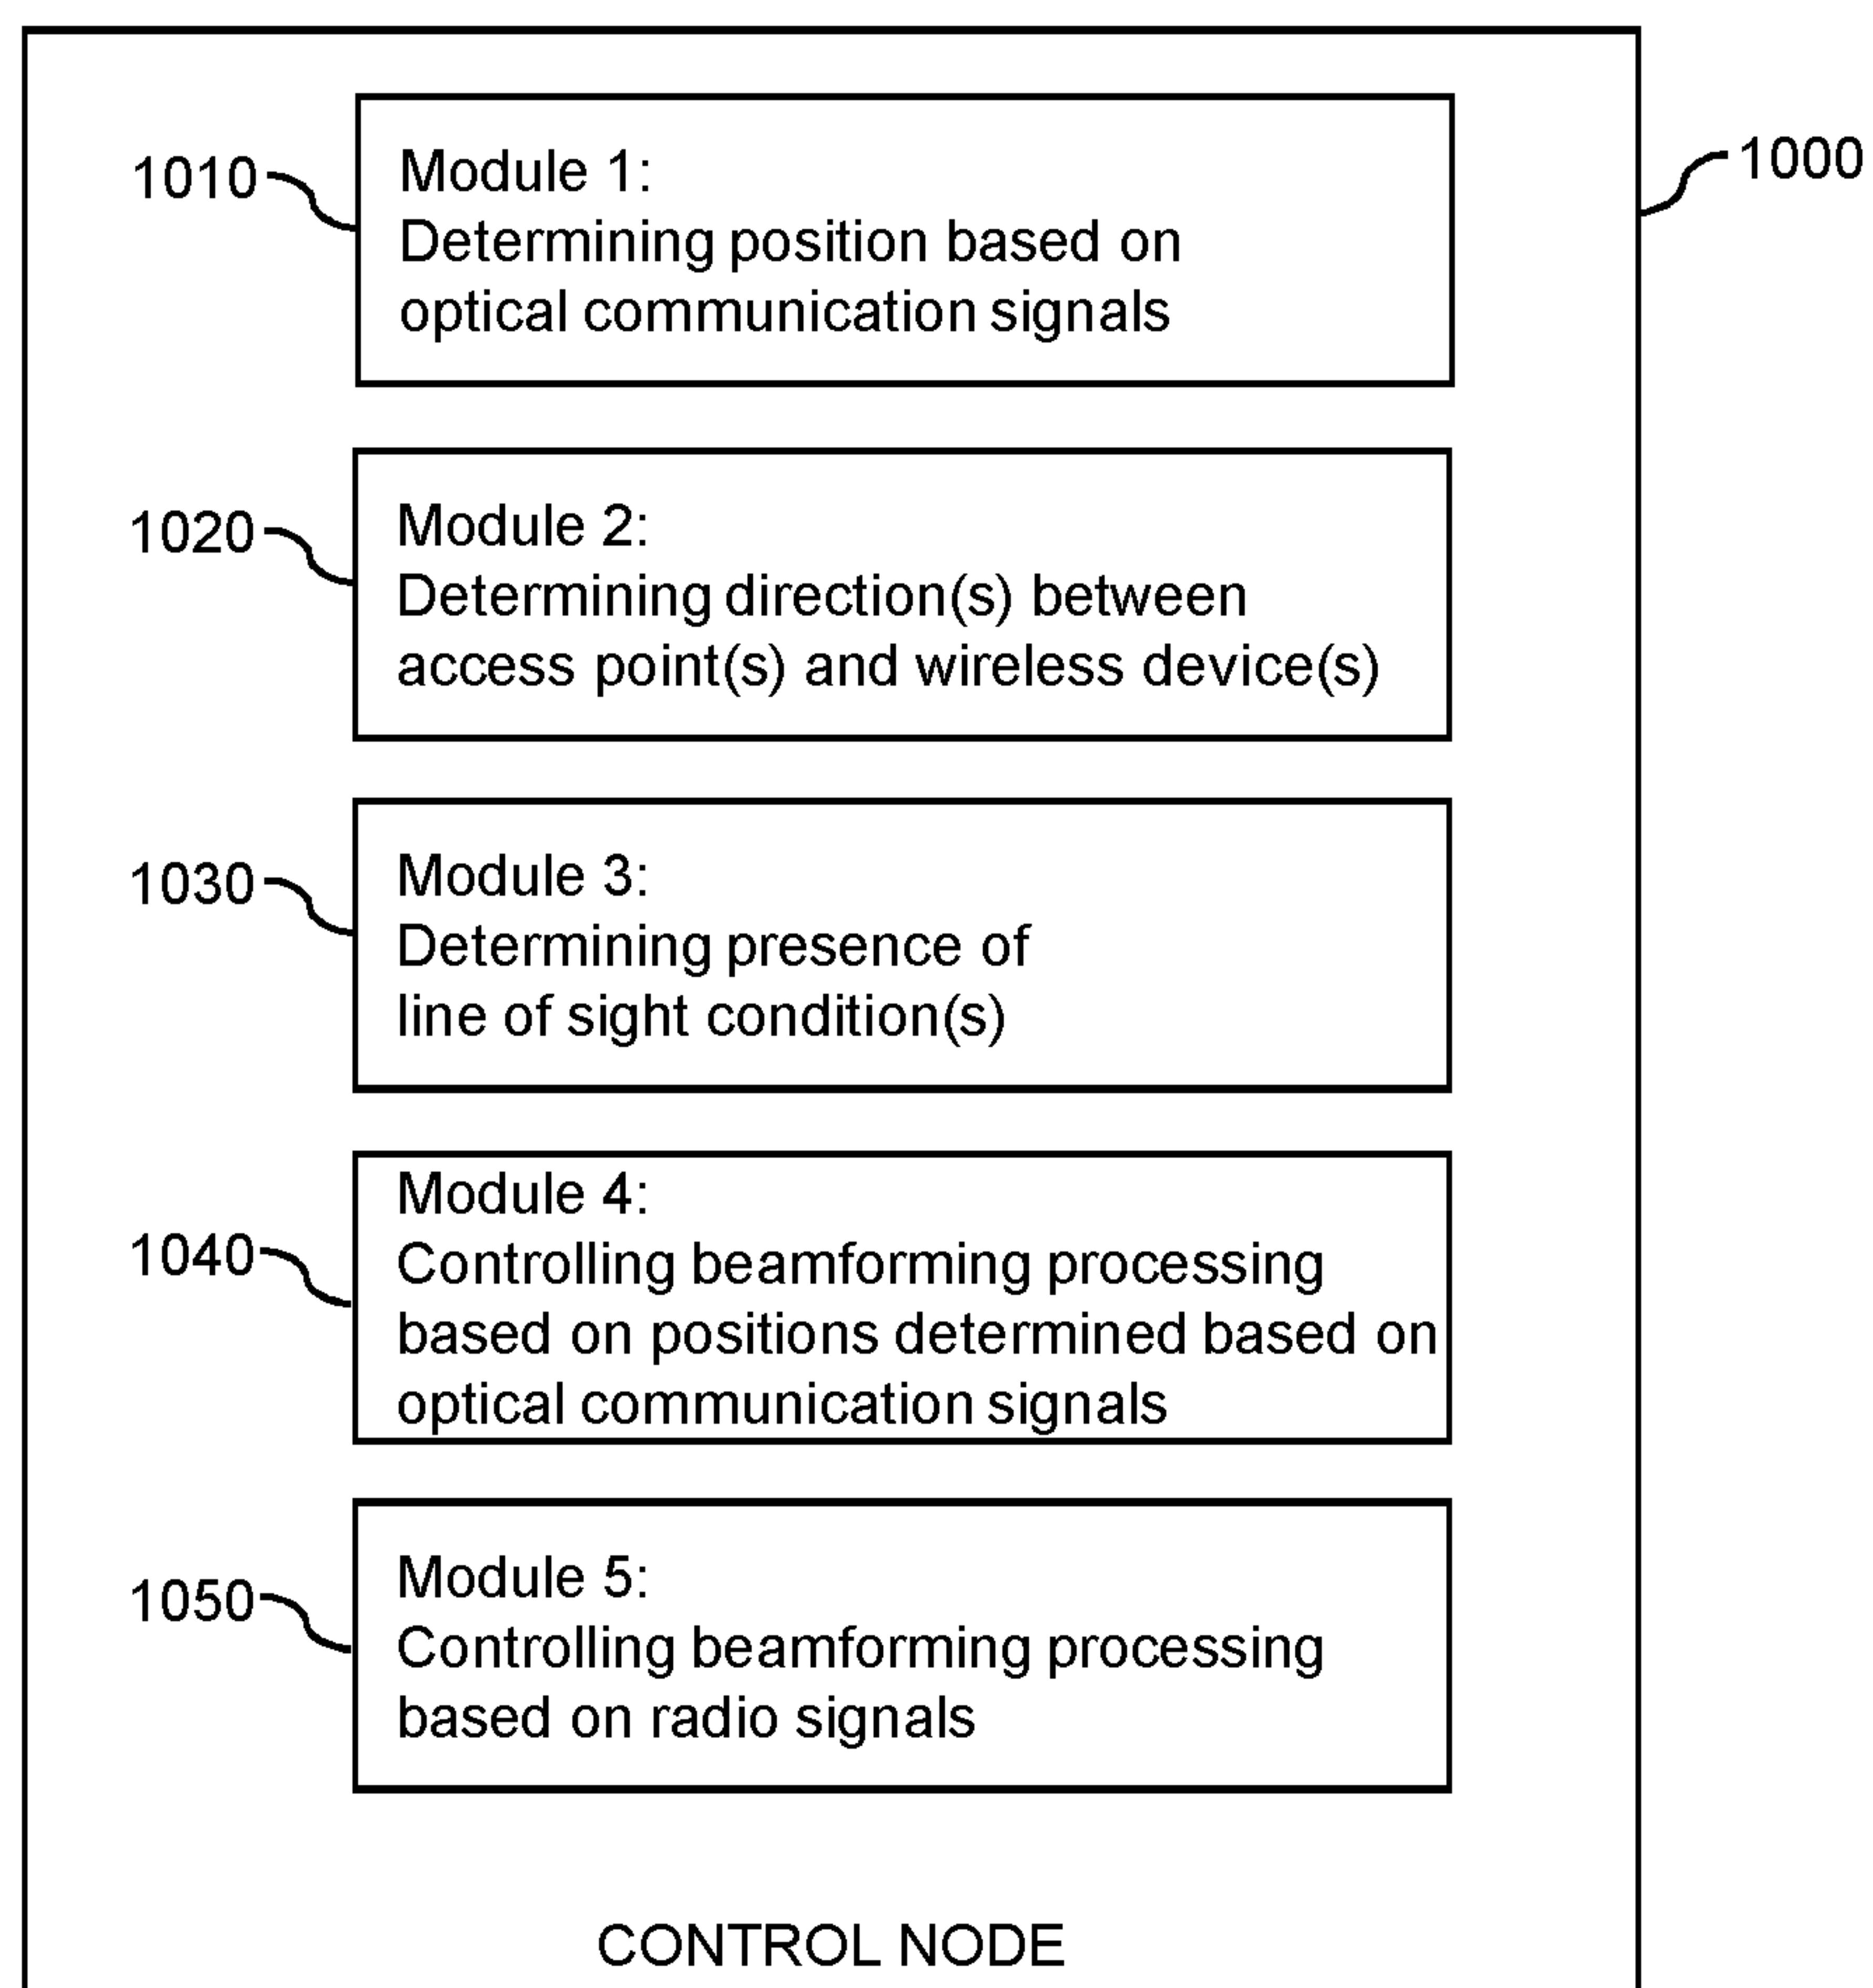 1000
1010
Module 1:
Determining position based on
optical communication signals
1020
Module 2:
Determining direction(s) between
access point(s) and wireless device(s)
1030
Module 3:
Determining presence of
line of sight condition(s)
1040
Module 4:
Controlling beamforming processing
based on positions determined based on
optical communication signals
1050
Module 5:
Controlling beamforming processing
based on radio signals
CONTROL NODE